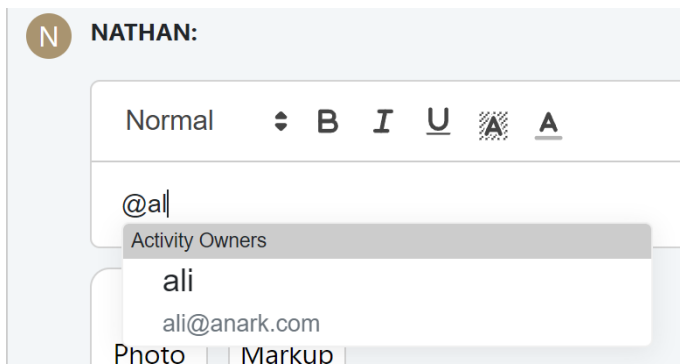 N NATHAN:
Normal B I U A A
@al
Activity Owners
ali
ali@anark.com
Photo Markup